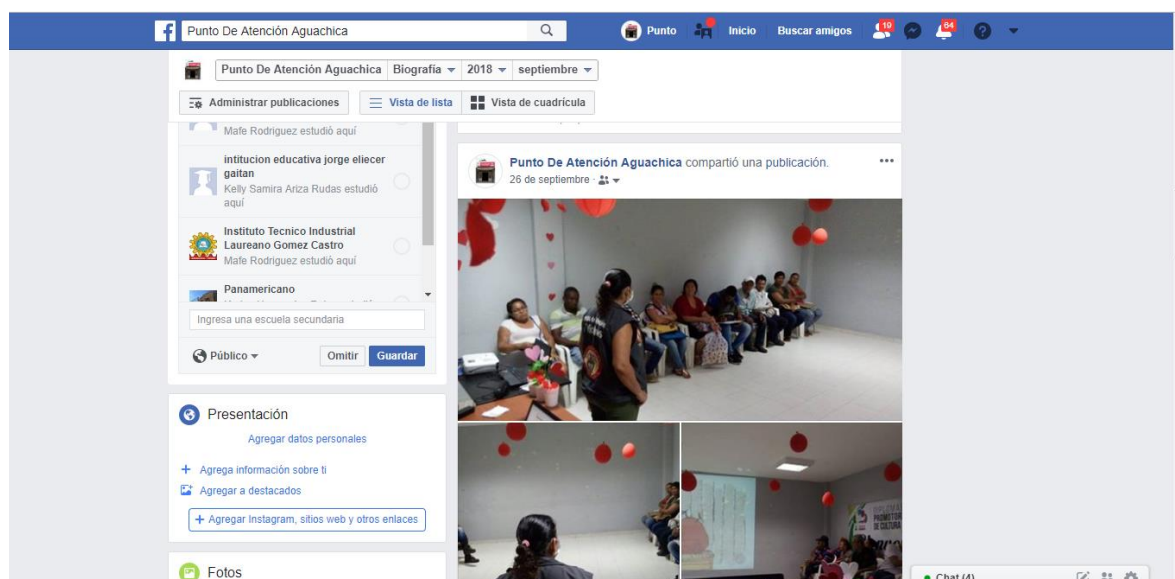 Punto De Atención Aguachica
Punto
Inicio
Buscar amigos
19
64
Punto De Atención Aguachica
Biografía
2018
septiembre
Administrar publicaciones
Vista de lista
Vista de cuadrícula
Mafe Rodriguez estudió aquí
intitucion educativa jorge eliecer
gaitan
Kelly Samira Ariza Rudas estudió
aquí
Instituto Tecnico Industrial
Laureano Gomez Castro
Mafe Rodriguez estudió aquí
Panamericano
Ingresa una escuela secundaria
Público
Omitir
Guardar
Presentación
Agregar datos personales
Agrega información sobre ti
Agregar a destacados
+ Agregar Instagram, sitios web y otros enlaces
Fotos
Punto De Atención Aguachica compartió una publicación.
26 de septiembre ·
PROMOTOR
DE CULTURA
Chat (4)